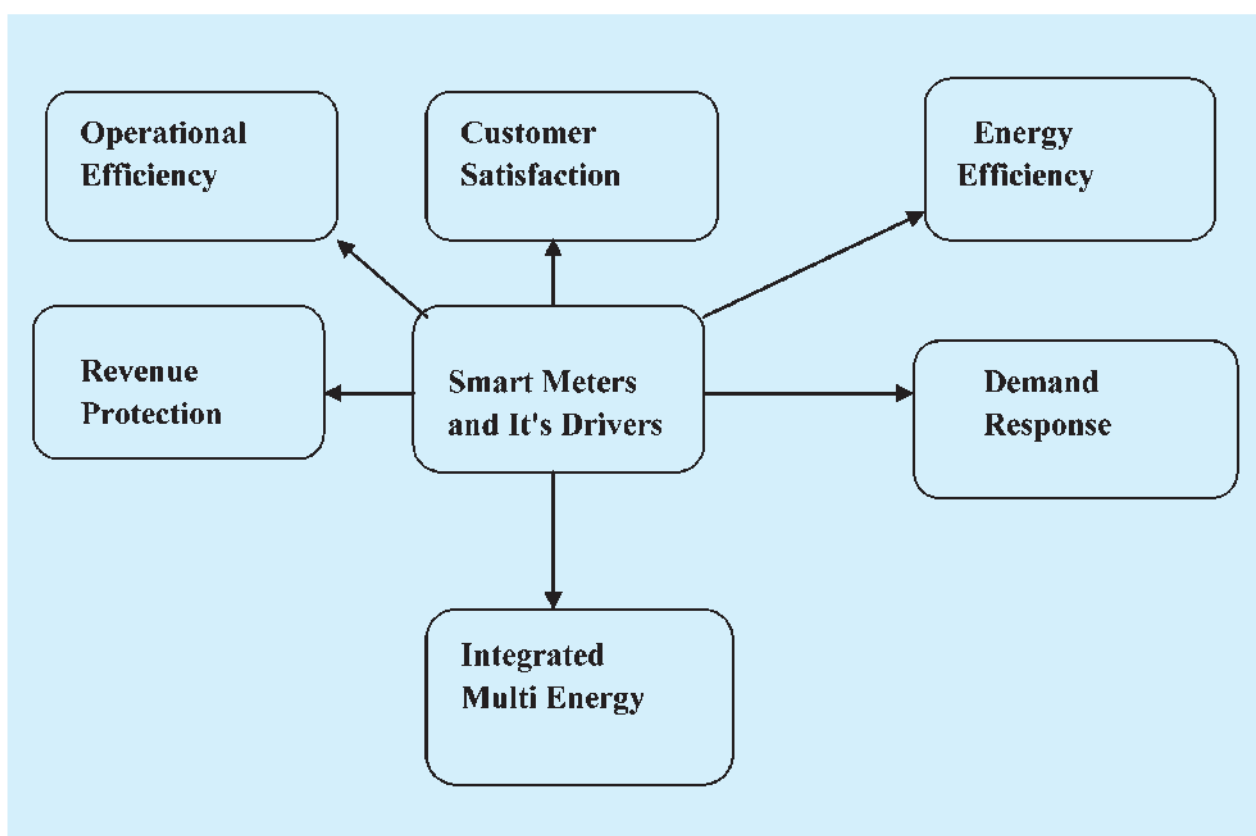 Operational
Efficiency
Customer
Satisfaction
Energy
Efficiency
Revenue
Protection
Smart Meters
and It's Drivers
Demand
Response
Integrated
Multi Energy